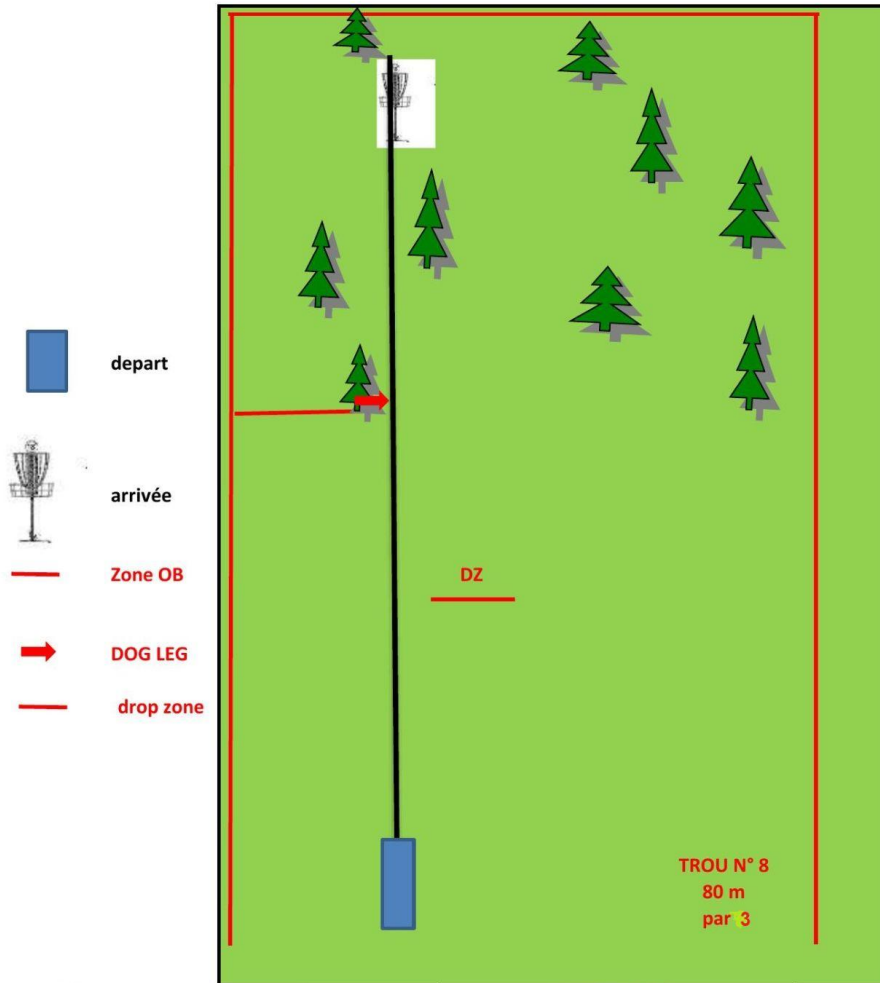 depart
arrivée
Zone OB
DOG LEG
drop zone
DZ
TROU N° 8
80 m
par 3